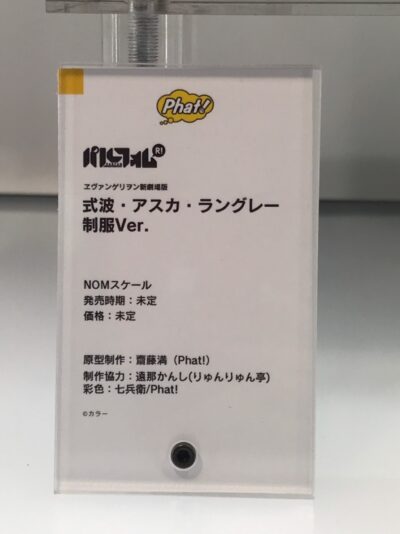 Phat!
パルフォム R!
ヱヴァンゲリヲン新劇場版
式波・アスカ・ラングレー
制服Ver.
NOMスケール
発売時期：未定
価格：未定
原型制作：齋藤満（Phat!）
制作協力：遠那かんし(りゅんりゅん亭)
彩色：七兵衛/Phat!
©カラー